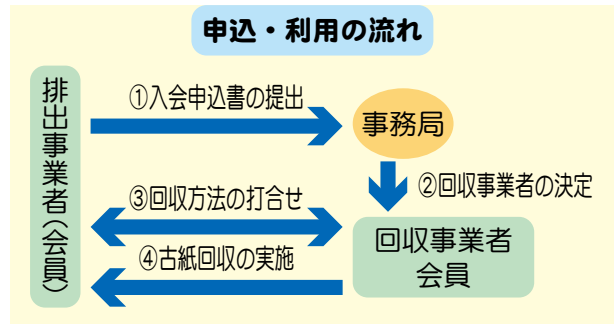 申込・利用の流れ
排出事業者(会員)
①入会申込書の提出
事務局
②回収事業者の決定
③回収方法の打合せ
回収事業者
会員
④古紙回収の実施